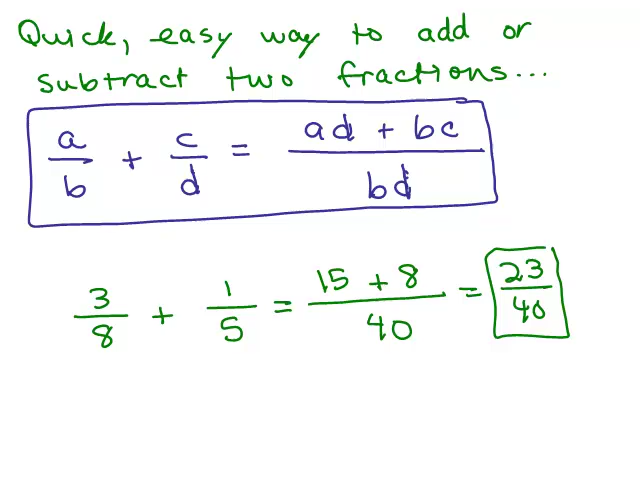 Quick, easy way to add or
subtract two fractions...
a/b + c/d = (ad + bc)/bd
3/8 + 1/5 = (15 + 8)/40 = 23/40